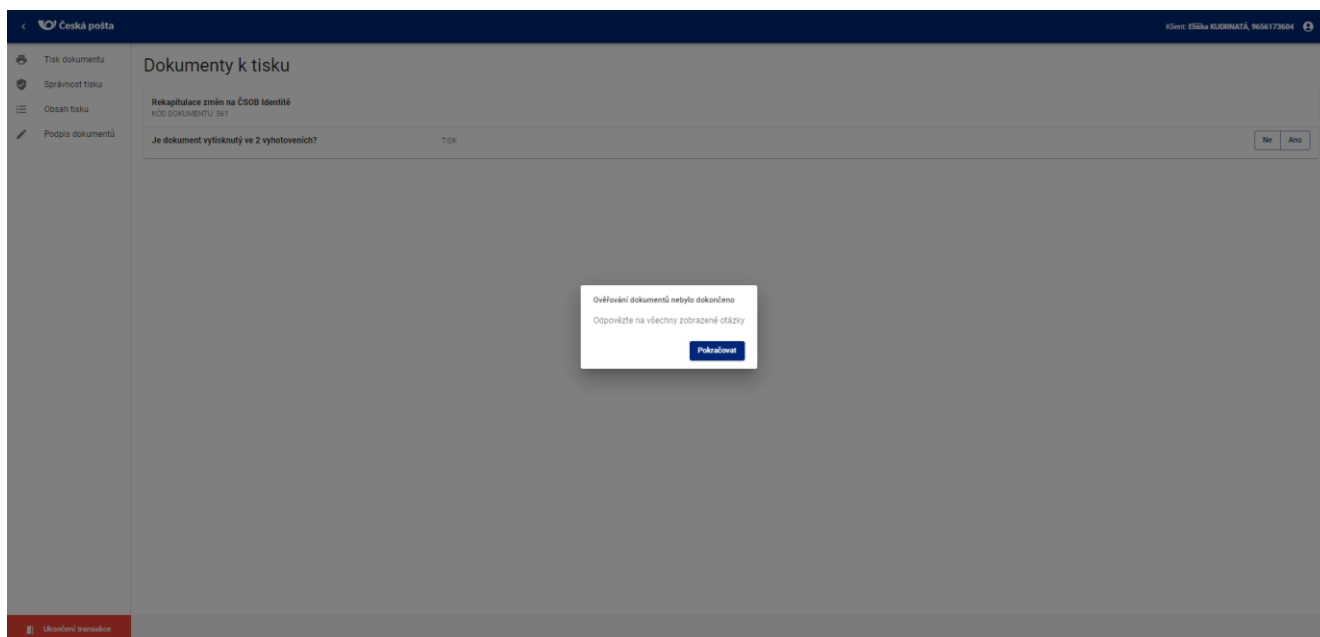 Česká pošta
Klient: Eliška KUDRNATÁ, 9656173604
Tisk dokumentu
Správnost tisku
Obsah tisku
Podpis dokumentů
Dokumenty k tisku
Rekapitulace změn na ČSOB Identitě
KÓD DOKUMENTU: 561
Je dokument vytisknutý ve 2 vyhotoveních?
TISK
Ne
Ano
Ověřování dokumentů nebylo dokončeno
Odpovězte na všechny zobrazené otázky
Pokračovat
Ukončení transakce